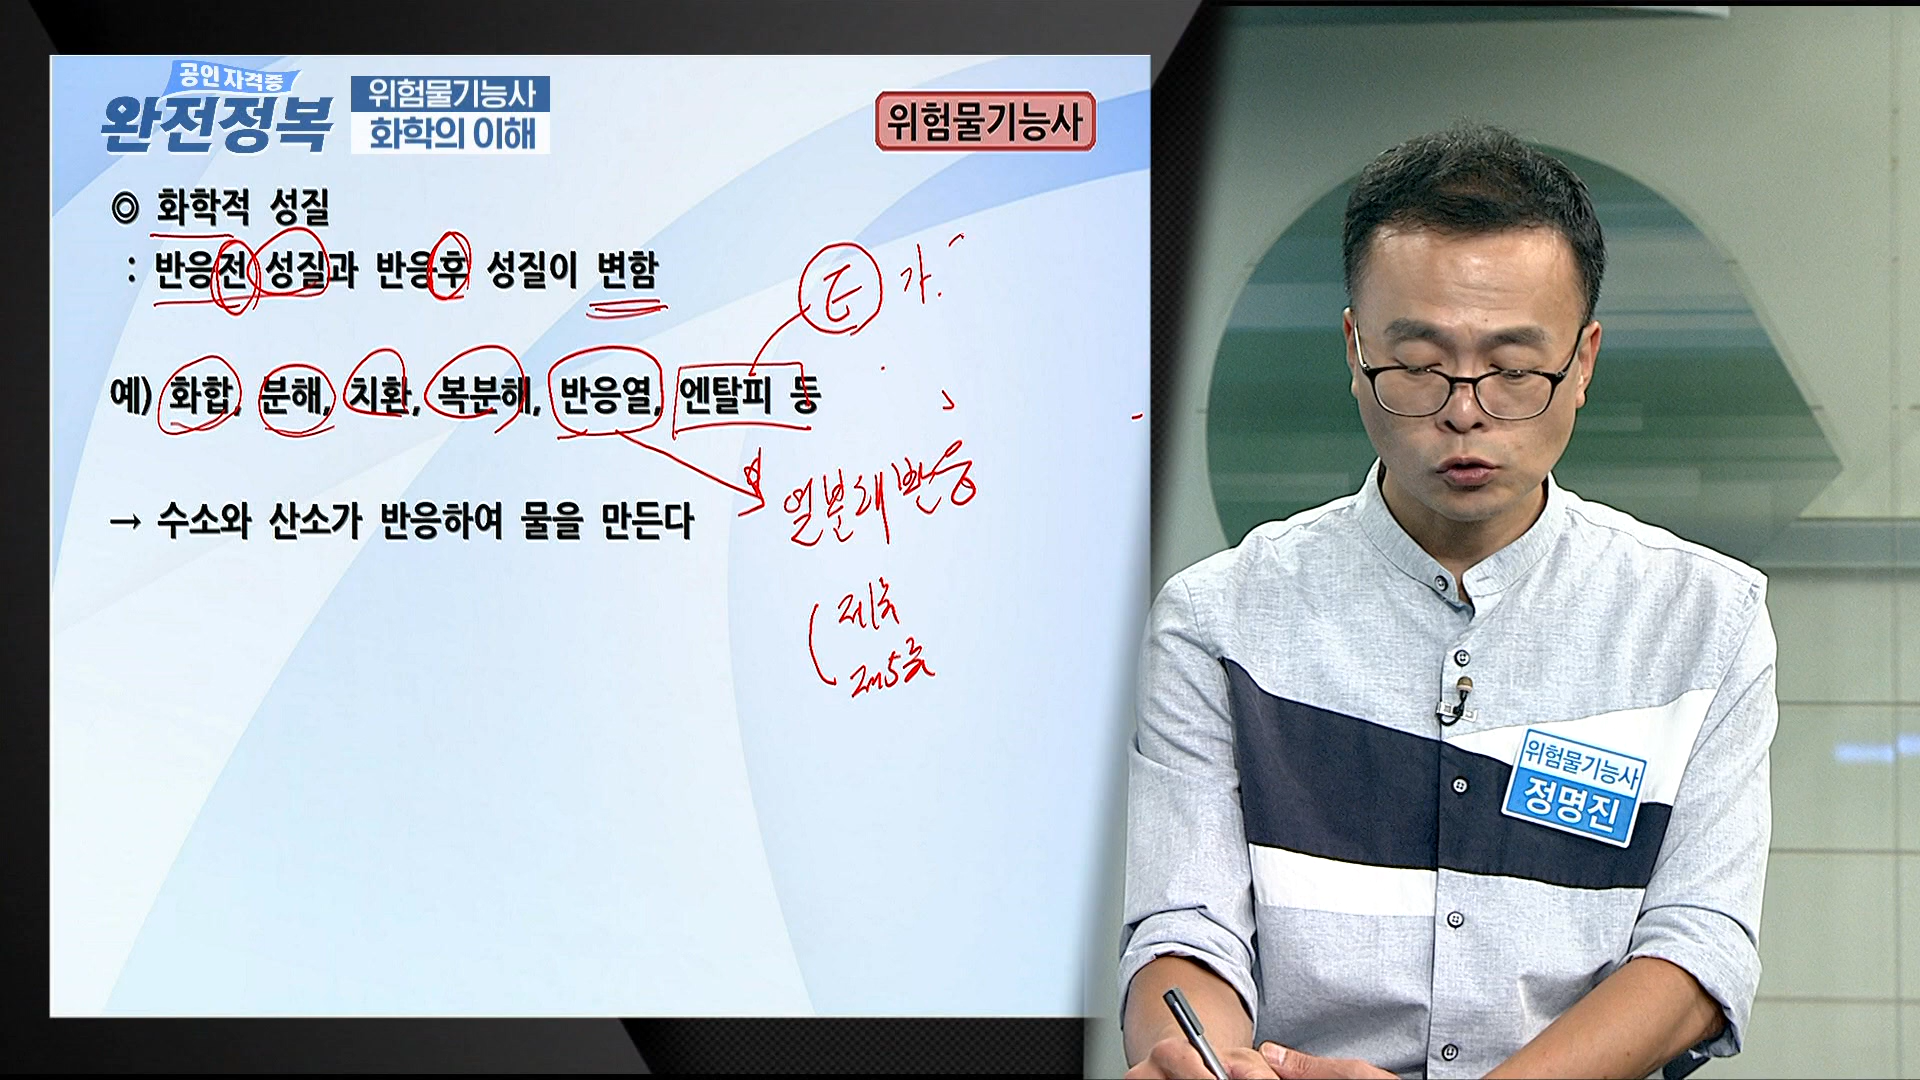 공인 자격증
완전정복
위험물기능사
화학의 이해
위험물기능사
◎ 화학적 성질
: 반응전 성질과 반응후 성질이 변함
E 가.
예) 화합, 분해, 치환, 복분해, 반응열, 엔탈피 등
열분해반응
→ 수소와 산소가 반응하여 물을 만든다
제1류
제5류
위험물기능사
정명진